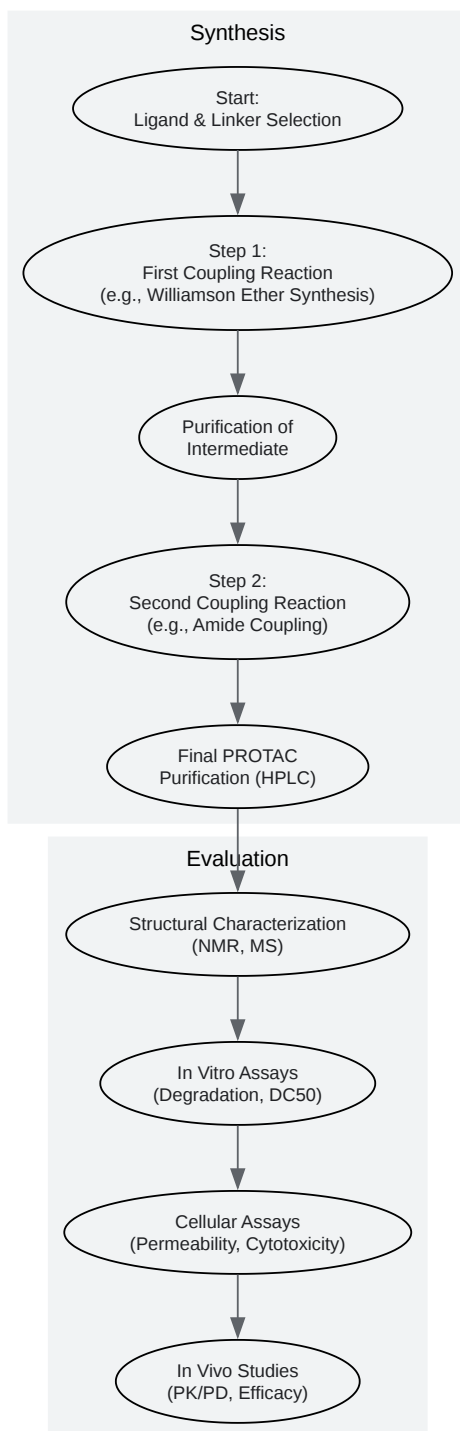 Synthesis
Start:
Ligand & Linker Selection
Step 1:
First Coupling Reaction
(e.g., Williamson Ether Synthesis)
Purification of
Intermediate
Step 2:
Second Coupling Reaction
(e.g., Amide Coupling)
Final PROTAC
Purification (HPLC)
Evaluation
Structural Characterization
(NMR, MS)
In Vitro Assays
(Degradation, DC50)
Cellular Assays
(Permeability, Cytotoxicity)
In Vivo Studies
(PK/PD, Efficacy)